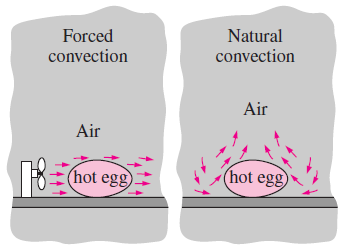 Forced
convection
Air
hot egg
Natural
convection
Air
hot egg